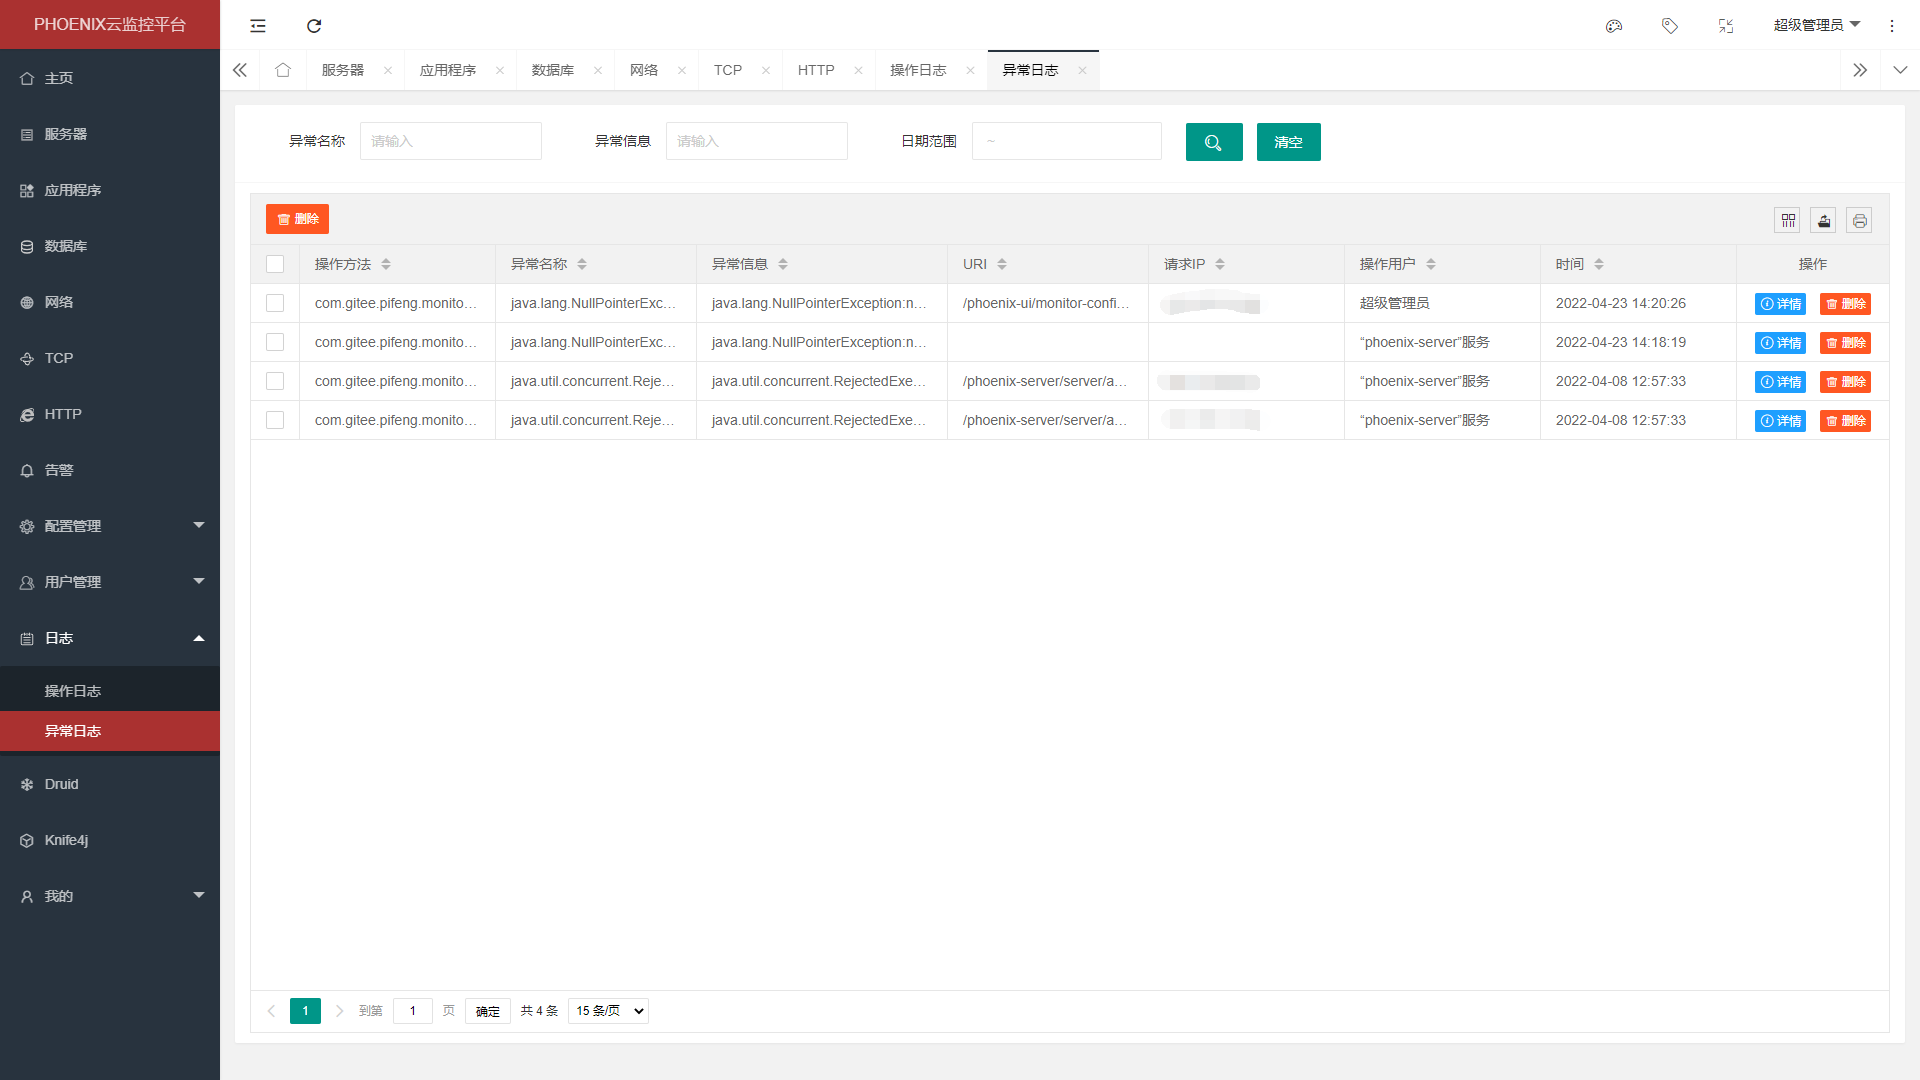 PHOENIX云监控平台
超级管理员
主页
服务器
应用程序
数据库
网络
TCP
HTTP
告警
配置管理
用户管理
日志
操作日志
异常日志
Druid
Knife4j
我的
服务器 应用程序 数据库 网络 TCP HTTP 操作日志 异常日志
异常名称 请输入 异常信息 请输入 日期范围 ~ 清空
删除
操作方法 异常名称 异常信息 URI 请求IP 操作用户 时间 操作
com.gitee.pifeng.monito... java.lang.NullPointerExc... java.lang.NullPointerException:n... /phoenix-ui/monitor-confi... 超级管理员 2022-04-23 14:20:26 详情 删除
com.gitee.pifeng.monito... java.lang.NullPointerExc... java.lang.NullPointerException:n... “phoenix-server”服务 2022-04-23 14:18:19 详情 删除
com.gitee.pifeng.monito... java.util.concurrent.Reje... java.util.concurrent.RejectedExe... /phoenix-server/server/a... “phoenix-server”服务 2022-04-08 12:57:33 详情 删除
com.gitee.pifeng.monito... java.util.concurrent.Reje... java.util.concurrent.RejectedExe... /phoenix-server/server/a... “phoenix-server”服务 2022-04-08 12:57:33 详情 删除
1 到第 1 页 确定 共 4 条 15 条/页